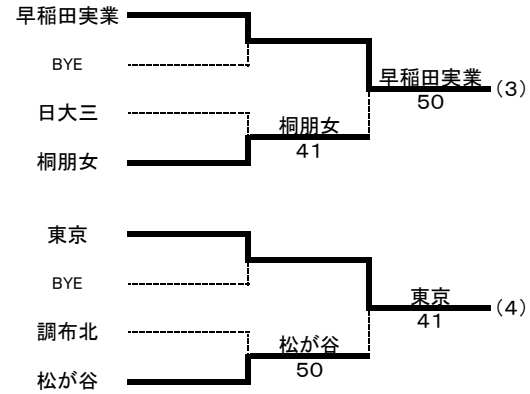 早稲田実業
BYE
早稲田実業
50
(3)
日大三
桐朋女
41
桐朋女
東京
BYE
東京
41
(4)
調布北
松が谷
50
松が谷